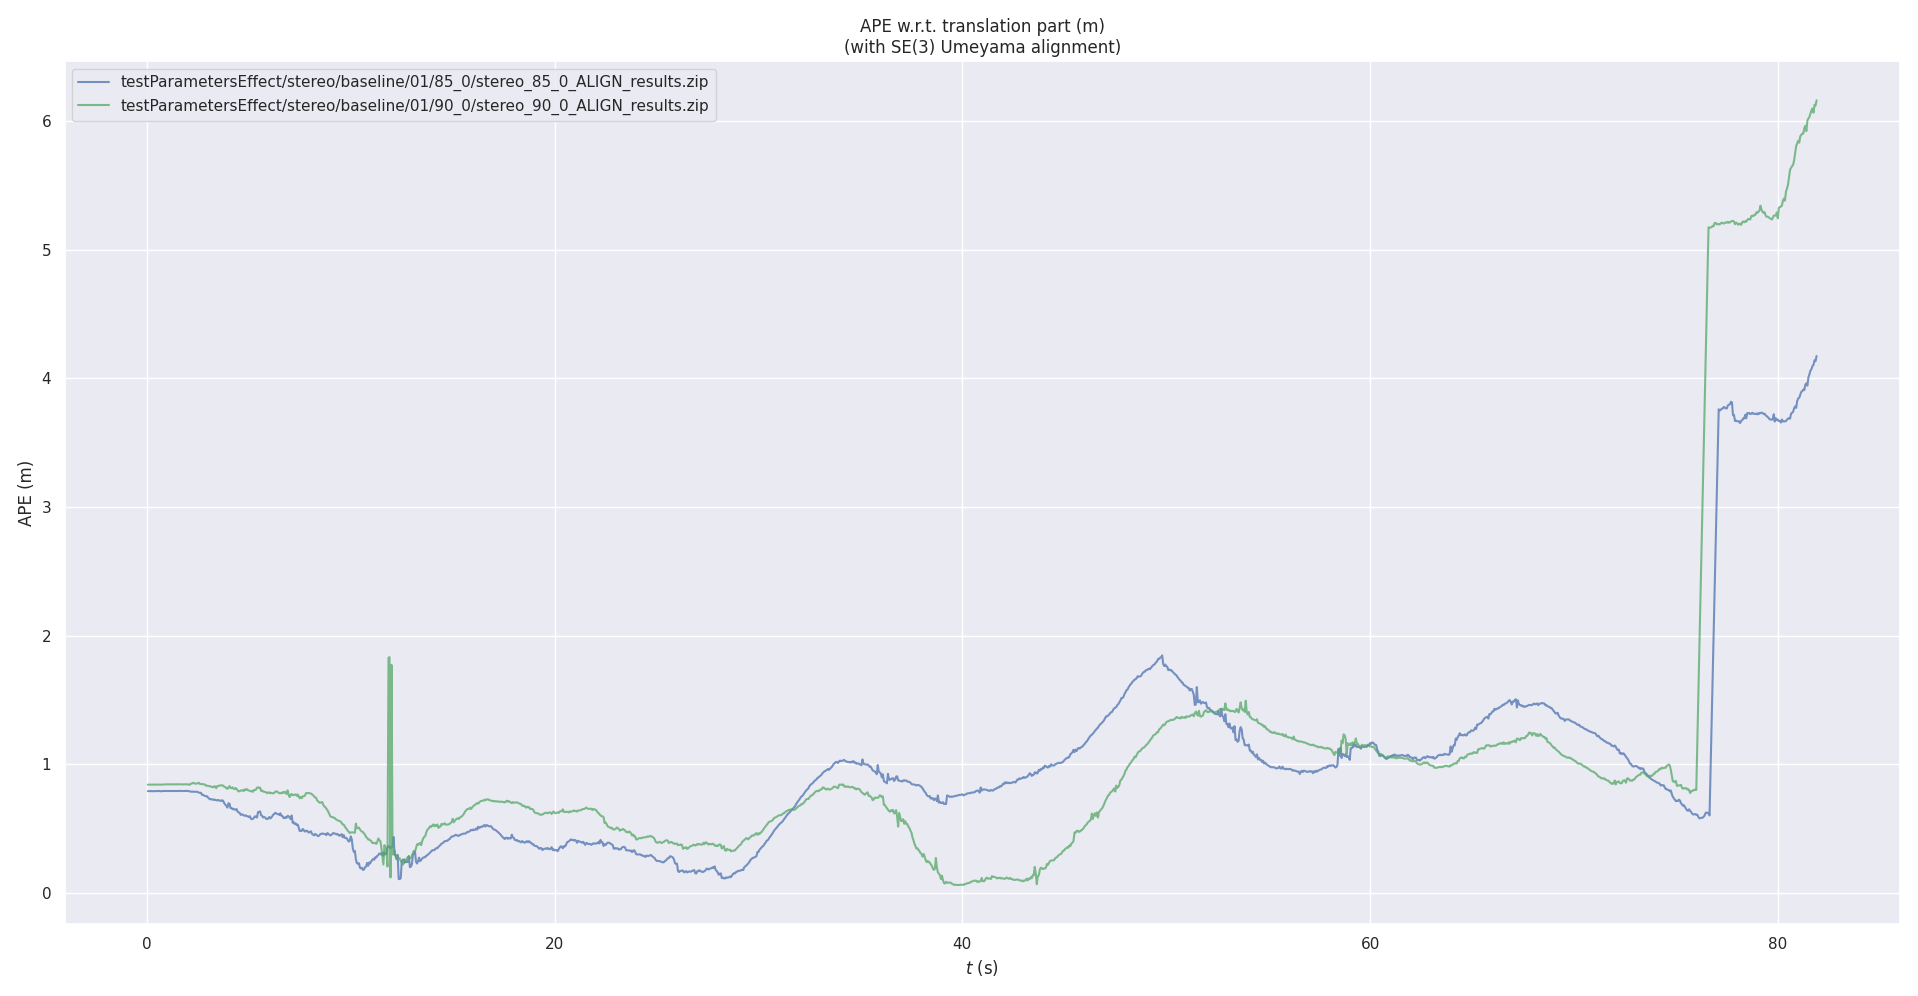 APE w.r.t. translation part (m)
(with SE(3) Umeyama alignment)
testParametersEffect/stereo/baseline/01/85_0/stereo_85_0_ALIGN_results.zip
testParametersEffect/stereo/baseline/01/90_0/stereo_90_0_ALIGN_results.zip
6
5
4
3
2
1
0
APE (m)
0 20 40 60 80
t (s)